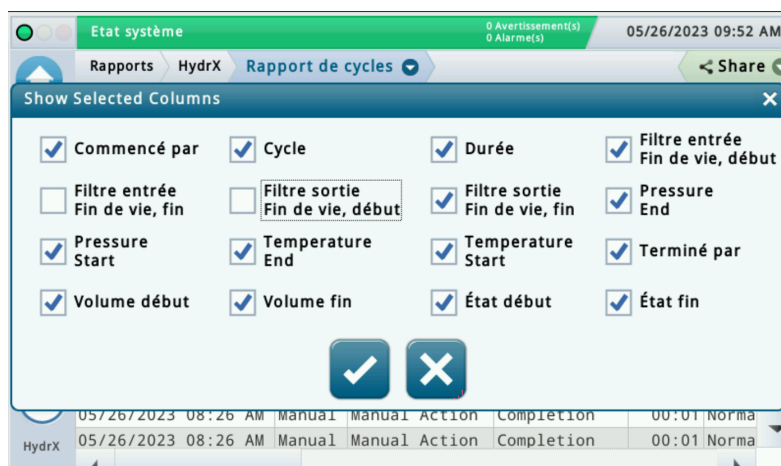 Etat système
0 Avertissement(s)
0 Alarme(s)
05/26/2023 09:52 AM
Rapports HydrX Rapport de cycles Share
Show Selected Columns
Commencé par Cycle Durée Filtre entrée
Fin de vie, début
Filtre entrée
Fin de vie, fin
Filtre sortie
Fin de vie, début
Filtre sortie
Fin de vie, fin
Pressure
End
Pressure
Start
Temperature
End
Temperature
Start
Terminé par
Volume début Volume fin État début État fin
05/26/2023 08:26 AM Manual Manual Action Completion 00:01 Norma
05/26/2023 08:26 AM Manual Manual Action Completion 00:01 Norma
HydrX